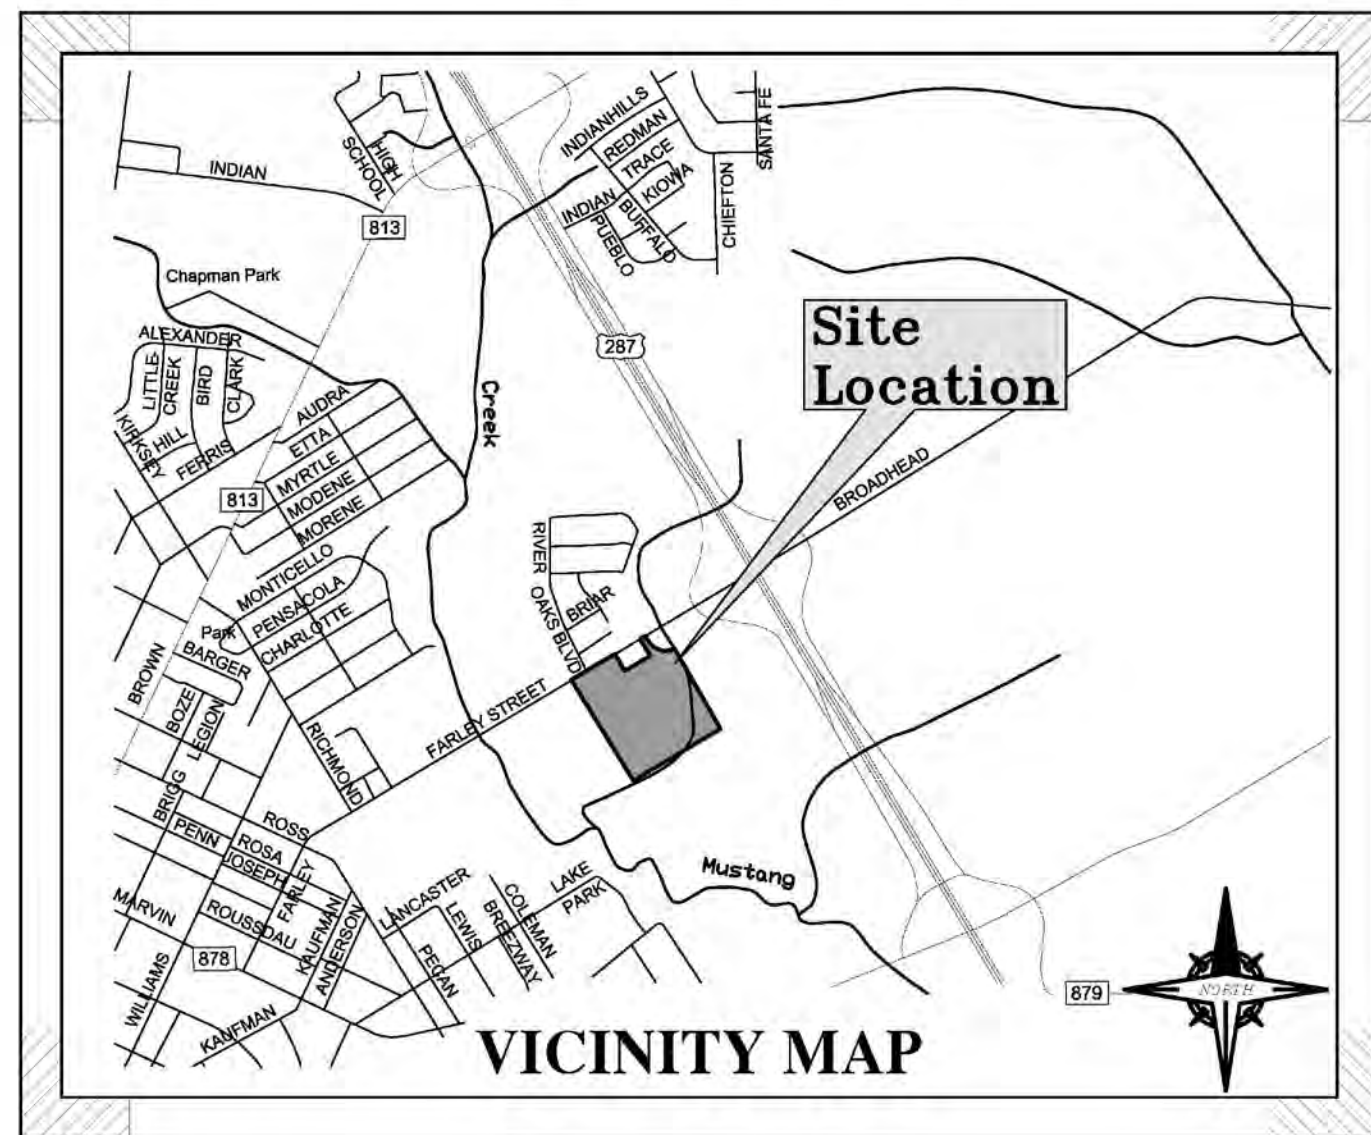 INDIAN
HIGH
SCHOOL
813
INDIANHILLS
REDMAN
TRACE
KIOWA
INDIAN
BUFFALO
PUEBLO
CHIEFTON
SANTA FE
Chapman Park
ALEXANDER
LITTLE
CREEK
BIRD
CLARK
KIRKSEY
HILL
FERRIS
AUDRA
ETTA
MYRTLE
MODENE
MORENE
813
287
Creek
Site
Location
BROADHEAD
MONTICELLO
PENSACOLA
CHARLOTTE
Park
BARGER
BROWN
BOZE
LEGION
RICHMOND
RIVER
OAKS BLVD
BRIAR
FARLEY STREET
BRIGG
PENN
ROSS
ROSA
JOSEPH
FARLEY
ROUSSDAU
KAUFMAN
ANDERSON
MARVIN
878
WILLIAMS
KAUFMAN
LANCASTER
LEWIS
PECAN
COLEMAN
BREEZWAY
LAKE
PARK
Mustang
879
NORTH
VICINITY MAP